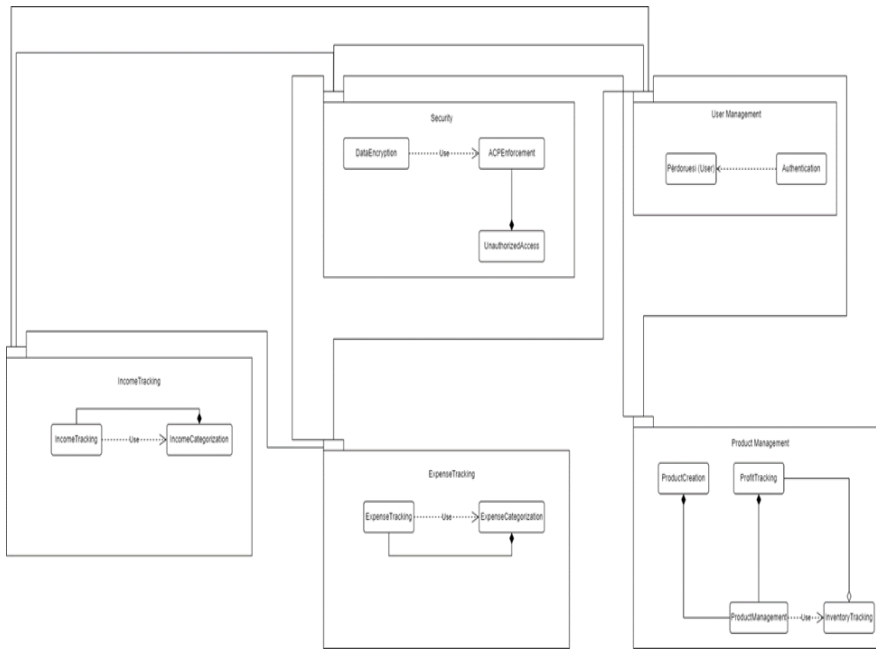 Security
DataEncryption
Use
ACPEnforcement
UnauthorizedAccess
User Management
Përdoruesi (User)
Authentication
IncomeTracking
IncomeTracking
Use
IncomeCategorization
ExpenseTracking
ExpenseTracking
Use
ExpenseCategorization
Product Management
ProductCreation
ProfitTracking
ProductManagement
Use
InventoryTracking